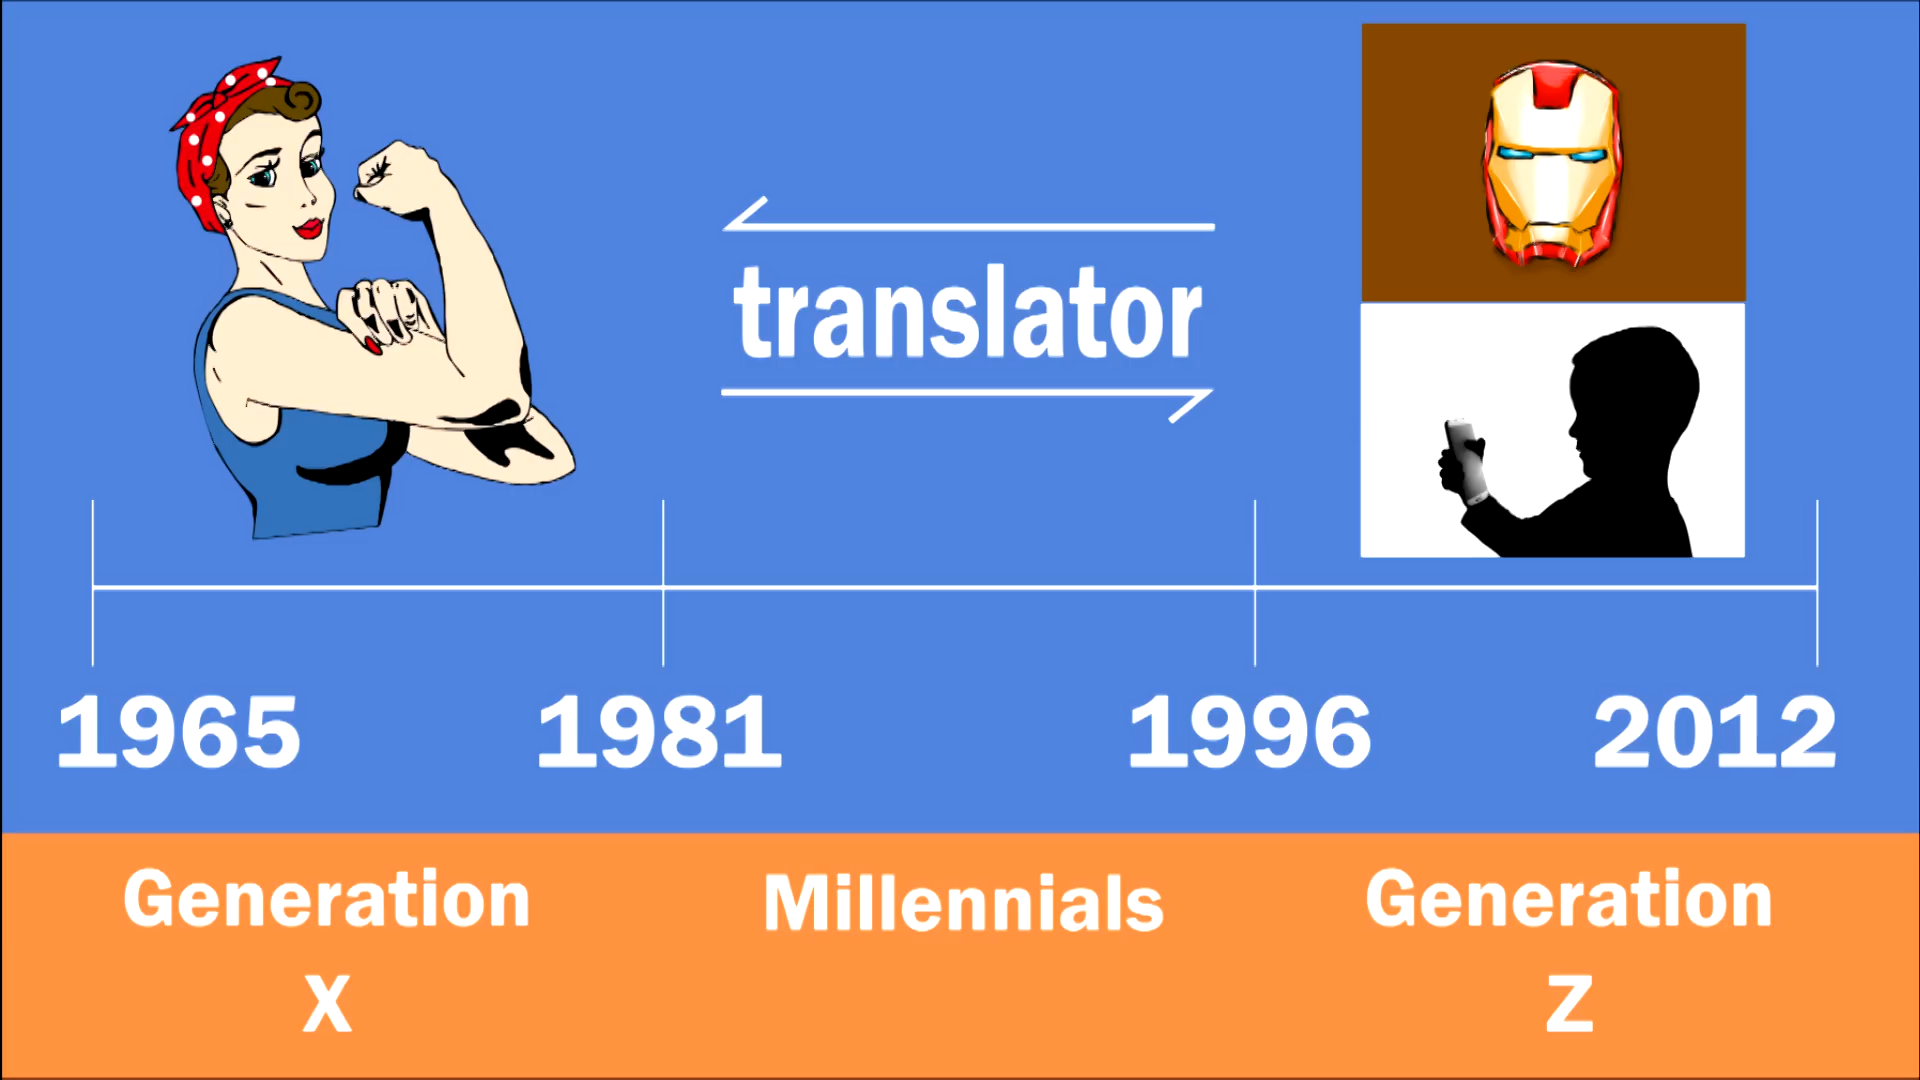 translator
1965 1981 1996 2012
Generation Millennials Generation
X Z